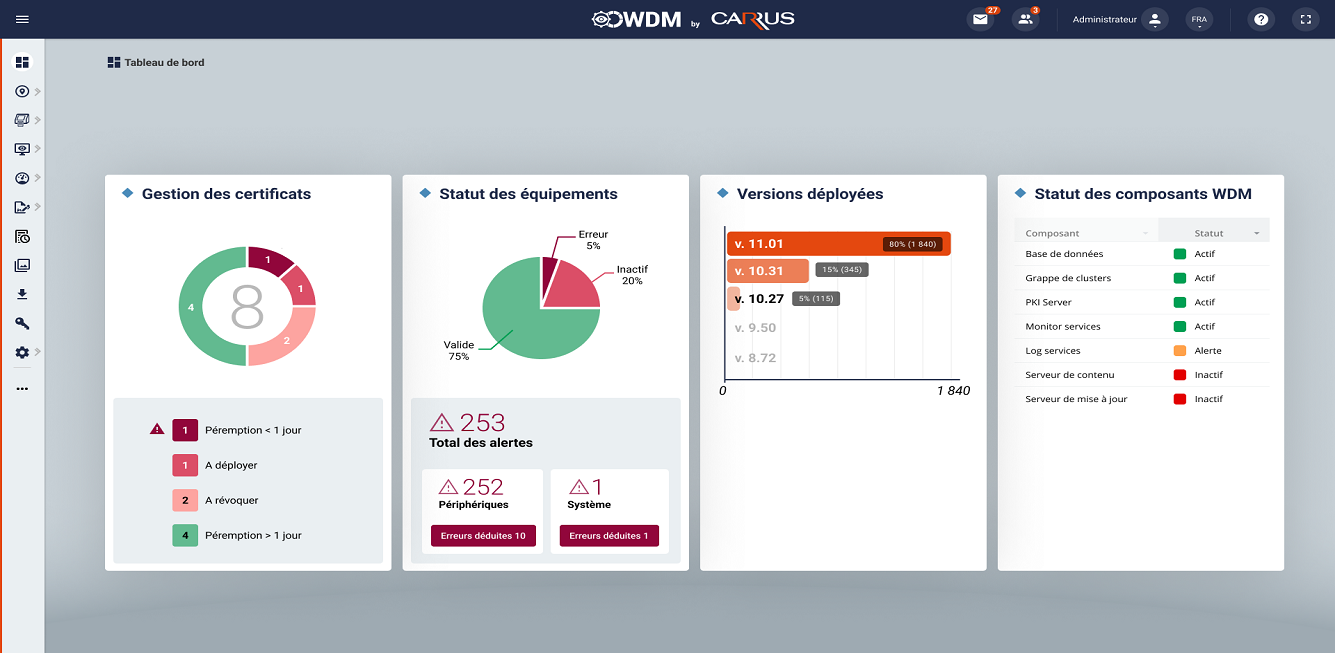 WDM by CARRUS
27
3
Administrateur
FRA
Tableau de bord
Gestion des certificats
1
1
2
4
8
1 Péremption < 1 jour
1 A déployer
2 A révoquer
4 Péremption > 1 jour
Statut des équipements
Erreur
5%
Inactif
20%
Valide
75%
253
Total des alertes
252
Périphériques
Erreurs déduites 10
1
Système
Erreurs déduites 1
Versions déployées
v. 11.01 80% (1 840)
v. 10.31 15% (345)
v. 10.27 5% (115)
v. 9.50
v. 8.72
0 1 840
Statut des composants WDM
Composant Statut
Base de données Actif
Grappe de clusters Actif
PKI Server Actif
Monitor services Actif
Log services Alerte
Serveur de contenu Inactif
Serveur de mise à jour Inactif